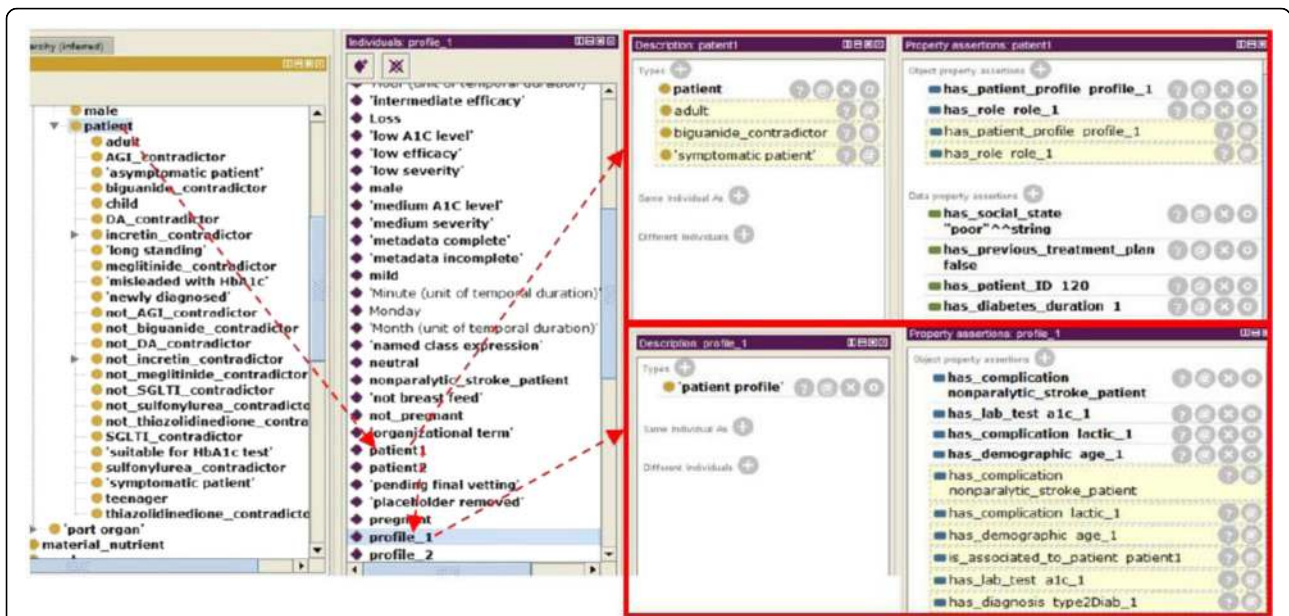 archy (inferred)
male
patient
adult
AGI_contradictor
'asymptomatic patient'
biguanide_contradictor
child
DA_contradictor
incretin_contradictor
'long standing'
meglitinide_contradictor
'misleaded with HbA1c'
'newly diagnosed'
not_AGI_contradictor
not_biguanide_contradictor
not_DA_contradictor
not_incretin_contradictor
not_meglitinide_contradictor
not_SGLTI_contradictor
not_sulfonylurea_contradicto
not_thiazolidinedione_contra
SGLTI_contradictor
'suitable for HbA1c test'
sulfonylurea_contradictor
'symptomatic patient'
teenager
thiazolidinedione_contradicto
'part organ'
material_nutrient
Individuals: profile_1
'Hour (unit of temporal duration)'
'intermediate efficacy'
Loss
'low A1C level'
'low efficacy'
'low severity'
male
'medium A1C level'
'medium severity'
'metadata complete'
'metadata incomplete'
mild
'Minute (unit of temporal duration)'
Monday
'Month (unit of temporal duration)'
'named class expression'
neutral
nonparalytic_stroke_patient
'not breast feed'
not_pregnant
'organizational term'
patient1
patient2
'pending final vetting'
'placeholder removed'
pregnant
profile_1
profile_2
Description: patient1
Types
patient
adult
biguanide_contradictor
'symptomatic patient'
Same Individual As
Different Individuals
Property assertions: patient1
Object property assertions
has_patient_profile profile_1
has_role role_1
has_patient_profile profile_1
has_role role_1
Data property assertions
has_social_state
"poor"^^string
has_previous_treatment_plan
false
has_patient_ID 120
has_diabetes_duration 1
Description: profile_1
Types
'patient profile'
Same Individual As
Different Individuals
Property assertions: profile_1
Object property assertions
has_complication
nonparalytic_stroke_patient
has_lab_test a1c_1
has_complication lactic_1
has_demographic age_1
has_complication
nonparalytic_stroke_patient
has_complication lactic_1
has_demographic age_1
is_associated_to_patient patient1
has_lab_test a1c_1
has_diagnosis type2Diab_1